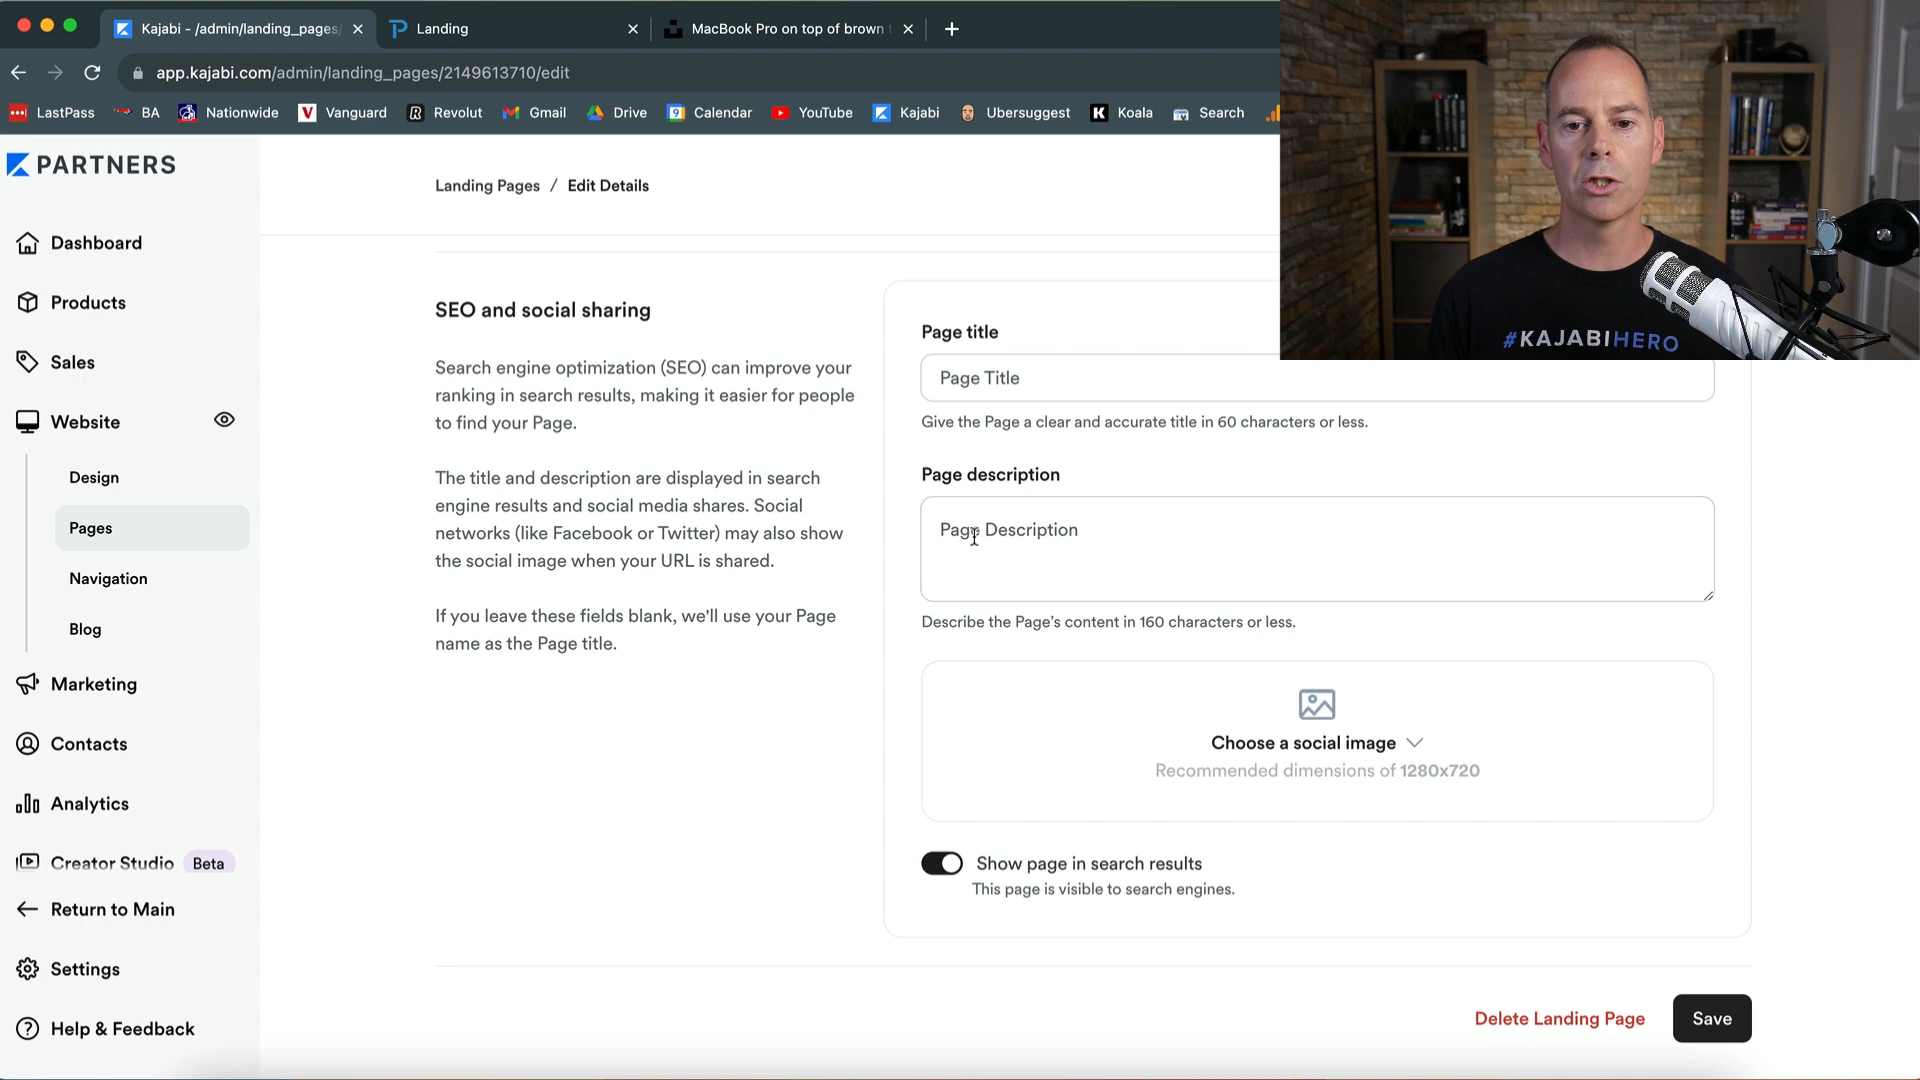 Kajabi - /admin/landing_pages/
Landing
MacBook Pro on top of brown
app.kajabi.com/admin/landing_pages/2149613710/edit
LastPass BA Nationwide Vanguard Revolut Gmail Drive Calendar YouTube Kajabi Ubersuggest Koala Search
PARTNERS
Landing Pages / Edit Details
Dashboard
Products
Sales
Website
Design
Pages
Navigation
Blog
Marketing
Contacts
Analytics
Creator Studio Beta
Return to Main
Settings
Help & Feedback
SEO and social sharing
Search engine optimization (SEO) can improve your
ranking in search results, making it easier for people
to find your Page.
The title and description are displayed in search
engine results and social media shares. Social
networks (like Facebook or Twitter) may also show
the social image when your URL is shared.
If you leave these fields blank, we'll use your Page
name as the Page title.
Page title
Page Title
Give the Page a clear and accurate title in 60 characters or less.
Page description
Page Description
Describe the Page's content in 160 characters or less.
Choose a social image
Recommended dimensions of 1280x720
Show page in search results
This page is visible to search engines.
Delete Landing Page
Save
#KAJABIHERO